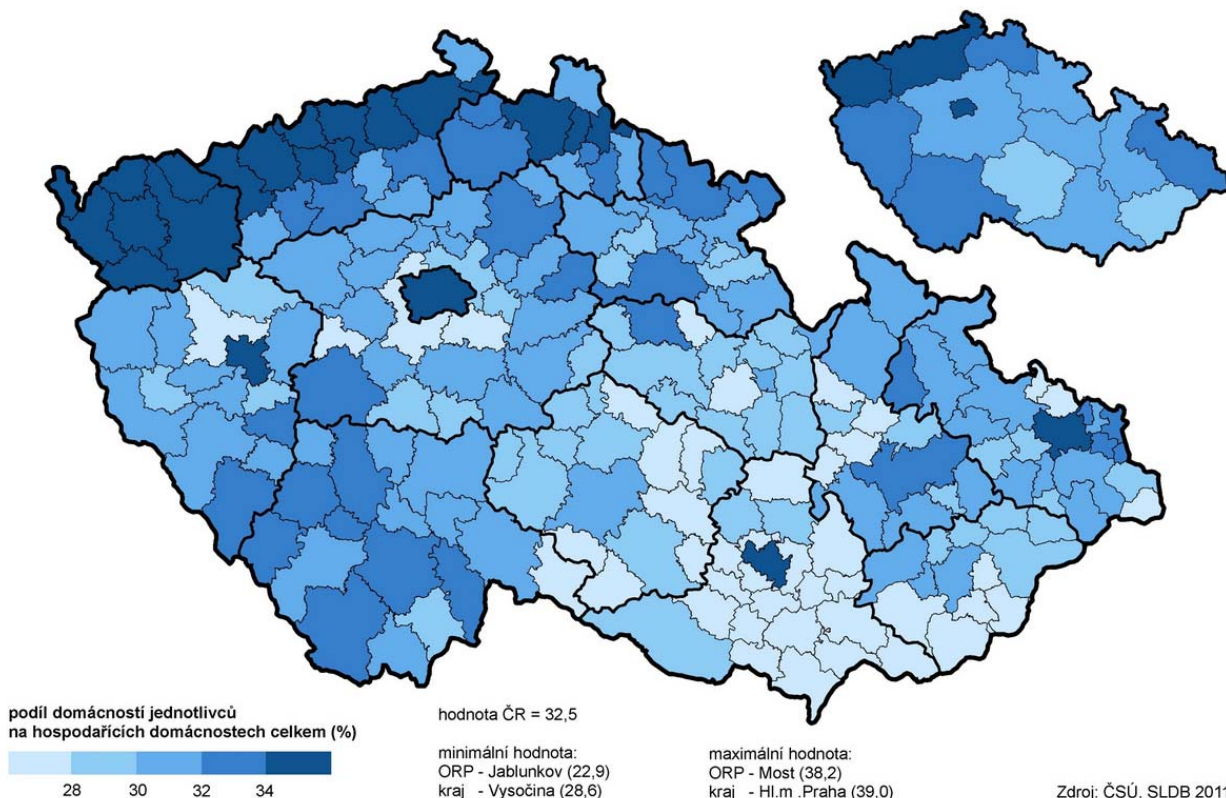 podíl domácností jednotlivců
na hospodařících domácnostech celkem (%)
28 30 32 34
hodnota ČR = 32,5
minimální hodnota:
ORP - Jablunkov (22,9)
kraj - Vysočina (28,6)
maximální hodnota:
ORP - Most (38,2)
kraj - Hl.m .Praha (39,0)
Zdroj: ČSÚ, SLDB 2011